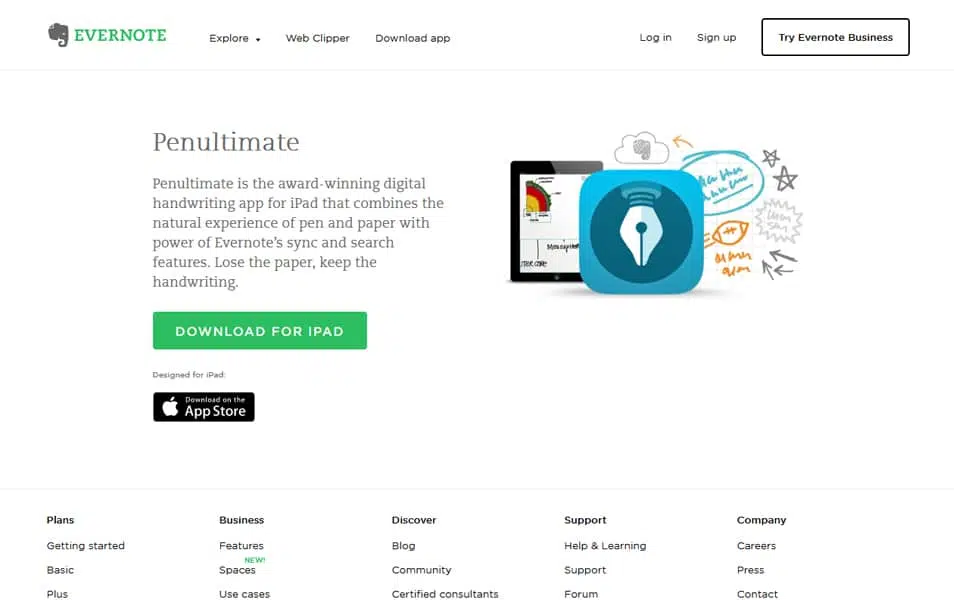 EVERNOTE
Explore
Web Clipper
Download app
Log in
Sign up
Try Evernote Business
Penultimate
Penultimate is the award-winning digital
handwriting app for iPad that combines the
natural experience of pen and paper with
power of Evernote's sync and search
features. Lose the paper, keep the
handwriting.
DOWNLOAD FOR IPAD
Designed for iPad:
Download on the
App Store
Plans
Getting started
Basic
Plus
Business
Features
NEW!
Spaces
Use cases
Discover
Blog
Community
Certified consultants
Support
Help & Learning
Support
Forum
Company
Careers
Press
Contact